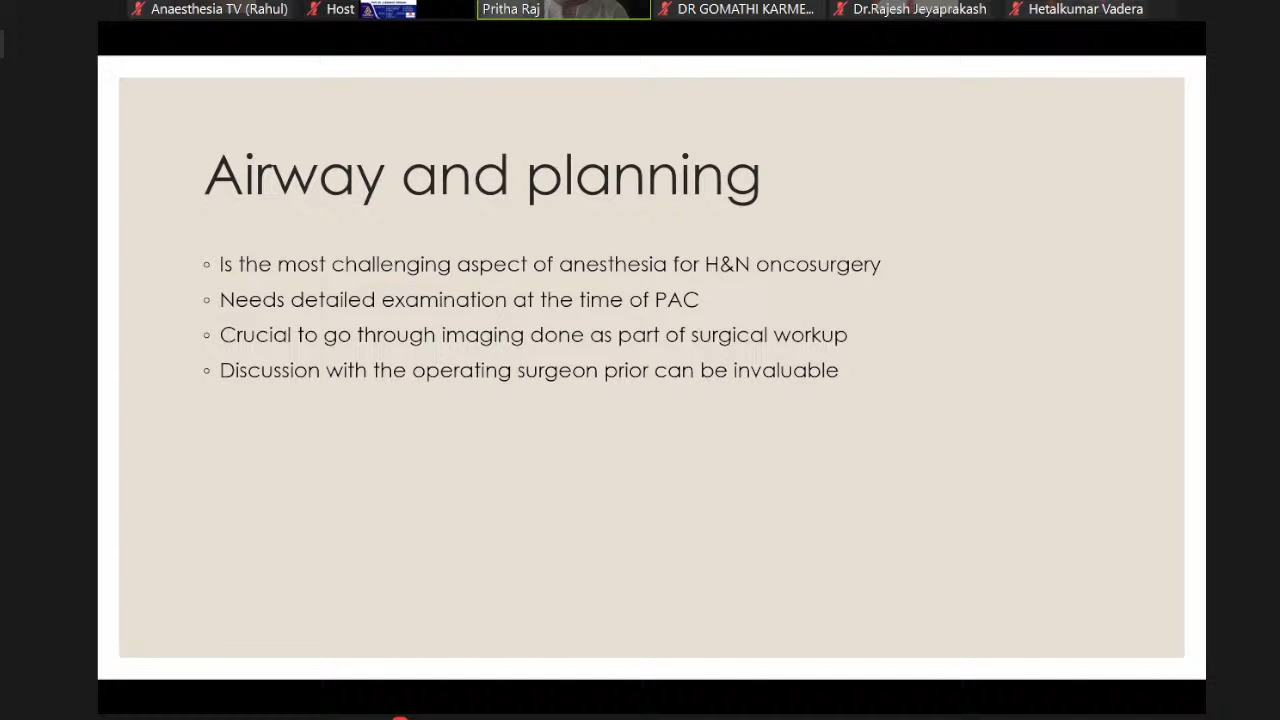 Anaesthesia TV (Rahul) Host Pritha Raj DR GOMATHI KARME... Dr.Rajesh Jeyaprakash Hetalkumar Vadera
Airway and planning
◦ Is the most challenging aspect of anesthesia for H&N oncosurgery
◦ Needs detailed examination at the time of PAC
◦ Crucial to go through imaging done as part of surgical workup
◦ Discussion with the operating surgeon prior can be invaluable